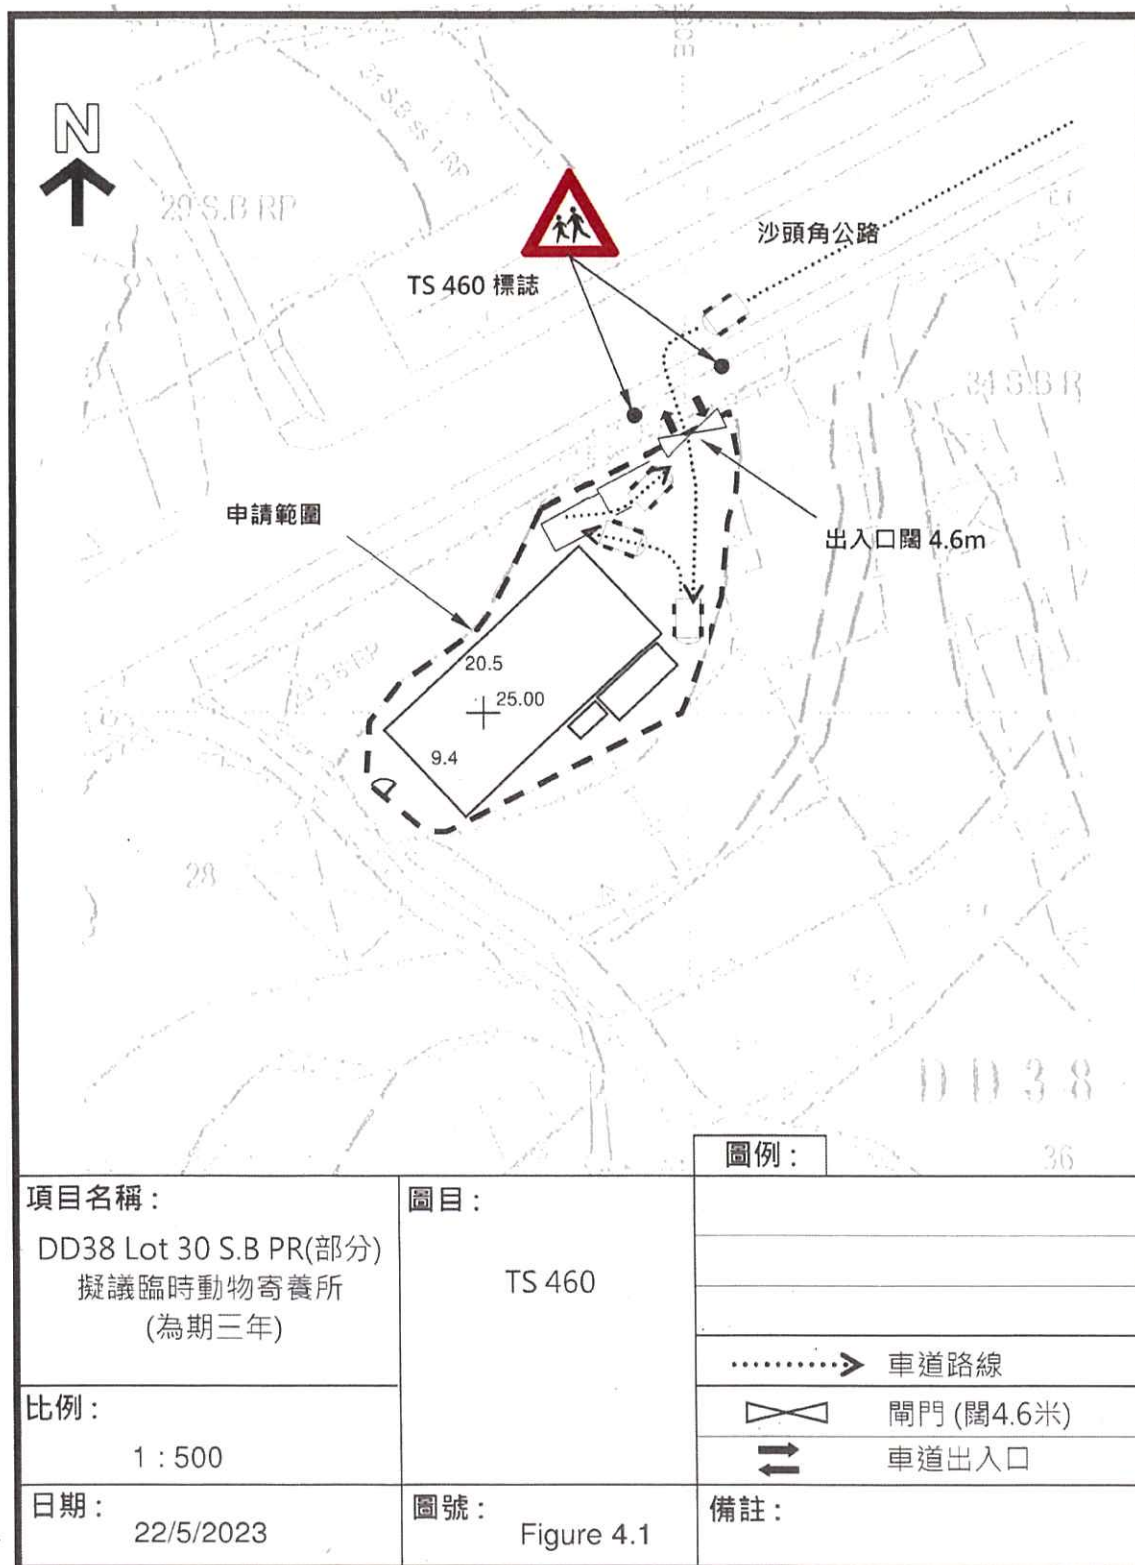 N
29 S.B RP
31 S.B ss.1 RP
沙頭角公路
TS 460 標誌
申請範圍
出入口闊 4.6m
20.5
25.00
9.4
28
DD38
36
圖例：
項目名稱：
DD38 Lot 30 S.B PR(部分)
擬議臨時動物寄養所
(為期三年)
圖目：
TS 460
車道路線
比例：
1 : 500
閘門 (闊4.6米)
車道出入口
日期：
22/5/2023
圖號：
Figure 4.1
備註：